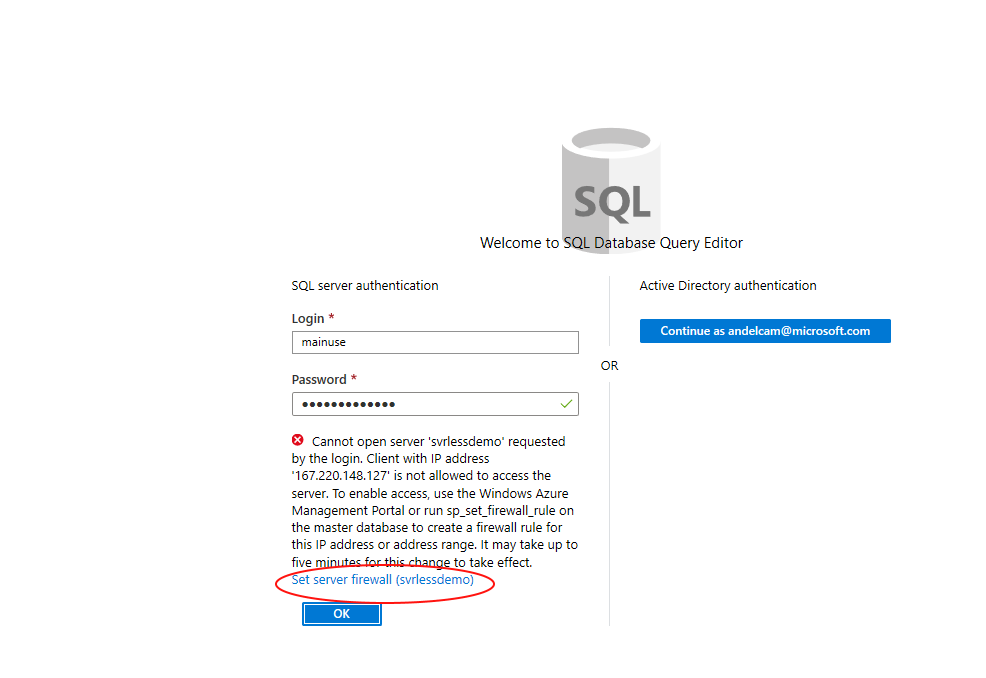 SQL
Welcome to SQL Database Query Editor
SQL server authentication
Login *
mainuse
Password *
•••••••••••••
Cannot open server 'svrlessdemo' requested
by the login. Client with IP address
'167.220.148.127' is not allowed to access the
server. To enable access, use the Windows Azure
Management Portal or run sp_set_firewall_rule on
the master database to create a firewall rule for
this IP address or address range. It may take up to
five minutes for this change to take effect.
Set server firewall (svrlessdemo)
OK
OR
Active Directory authentication
Continue as andelcam@microsoft.com